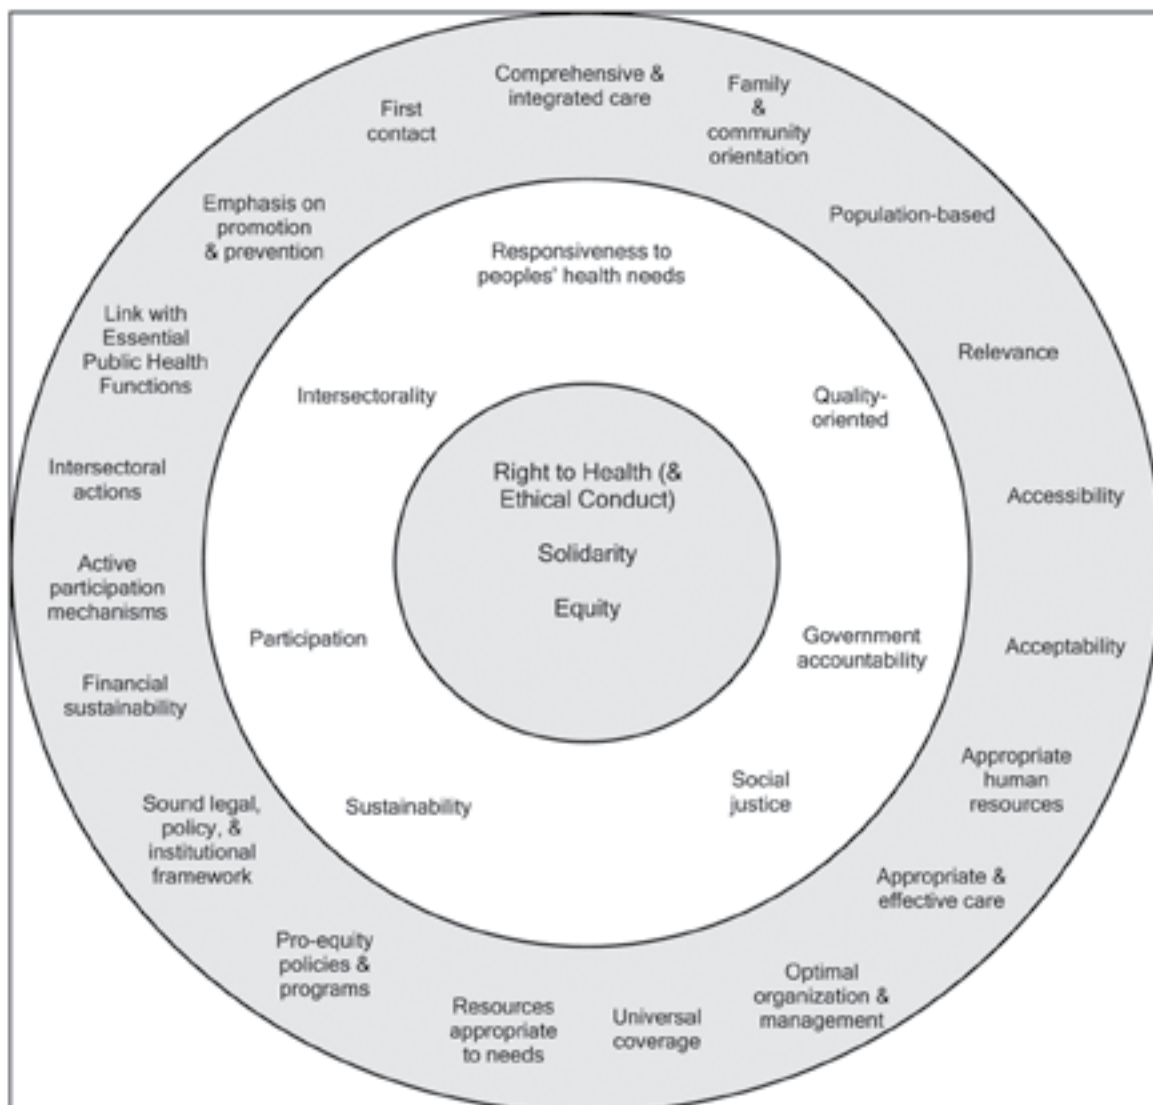 Comprehensive &
integrated care
Family
&
community
orientation
First
contact
Population-based
Emphasis on
promotion
& prevention
Responsiveness to
peoples' health needs
Link with
Essential
Public Health
Functions
Relevance
Intersectorality
Quality-
oriented
Intersectoral
actions
Right to Health (&
Ethical Conduct)
Solidarity
Equity
Accessibility
Active
participation
mechanisms
Participation
Government
accountability
Acceptability
Financial
sustainability
Appropriate
human
resources
Social
justice
Sustainability
Sound legal,
policy, &
institutional
framework
Appropriate &
effective care
Pro-equity
policies &
programs
Resources
appropriate
to needs
Universal
coverage
Optimal
organization &
management